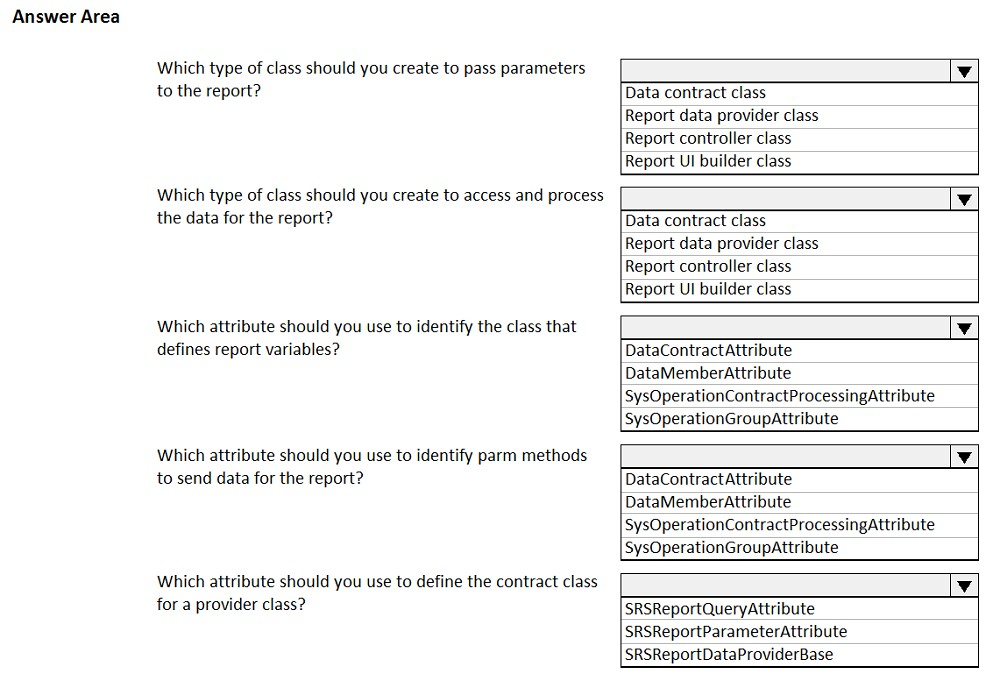 Answer Area
Which type of class should you create to pass parameters
to the report?
Data contract class
Report data provider class
Report controller class
Report UI builder class
Which type of class should you create to access and process
the data for the report?
Data contract class
Report data provider class
Report controller class
Report UI builder class
Which attribute should you use to identify the class that
defines report variables?
DataContractAttribute
DataMemberAttribute
SysOperationContractProcessingAttribute
SysOperationGroupAttribute
Which attribute should you use to identify parm methods
to send data for the report?
DataContractAttribute
DataMemberAttribute
SysOperationContractProcessingAttribute
SysOperationGroupAttribute
Which attribute should you use to define the contract class
for a provider class?
SRSReportQueryAttribute
SRSReportParameterAttribute
SRSReportDataProviderBase